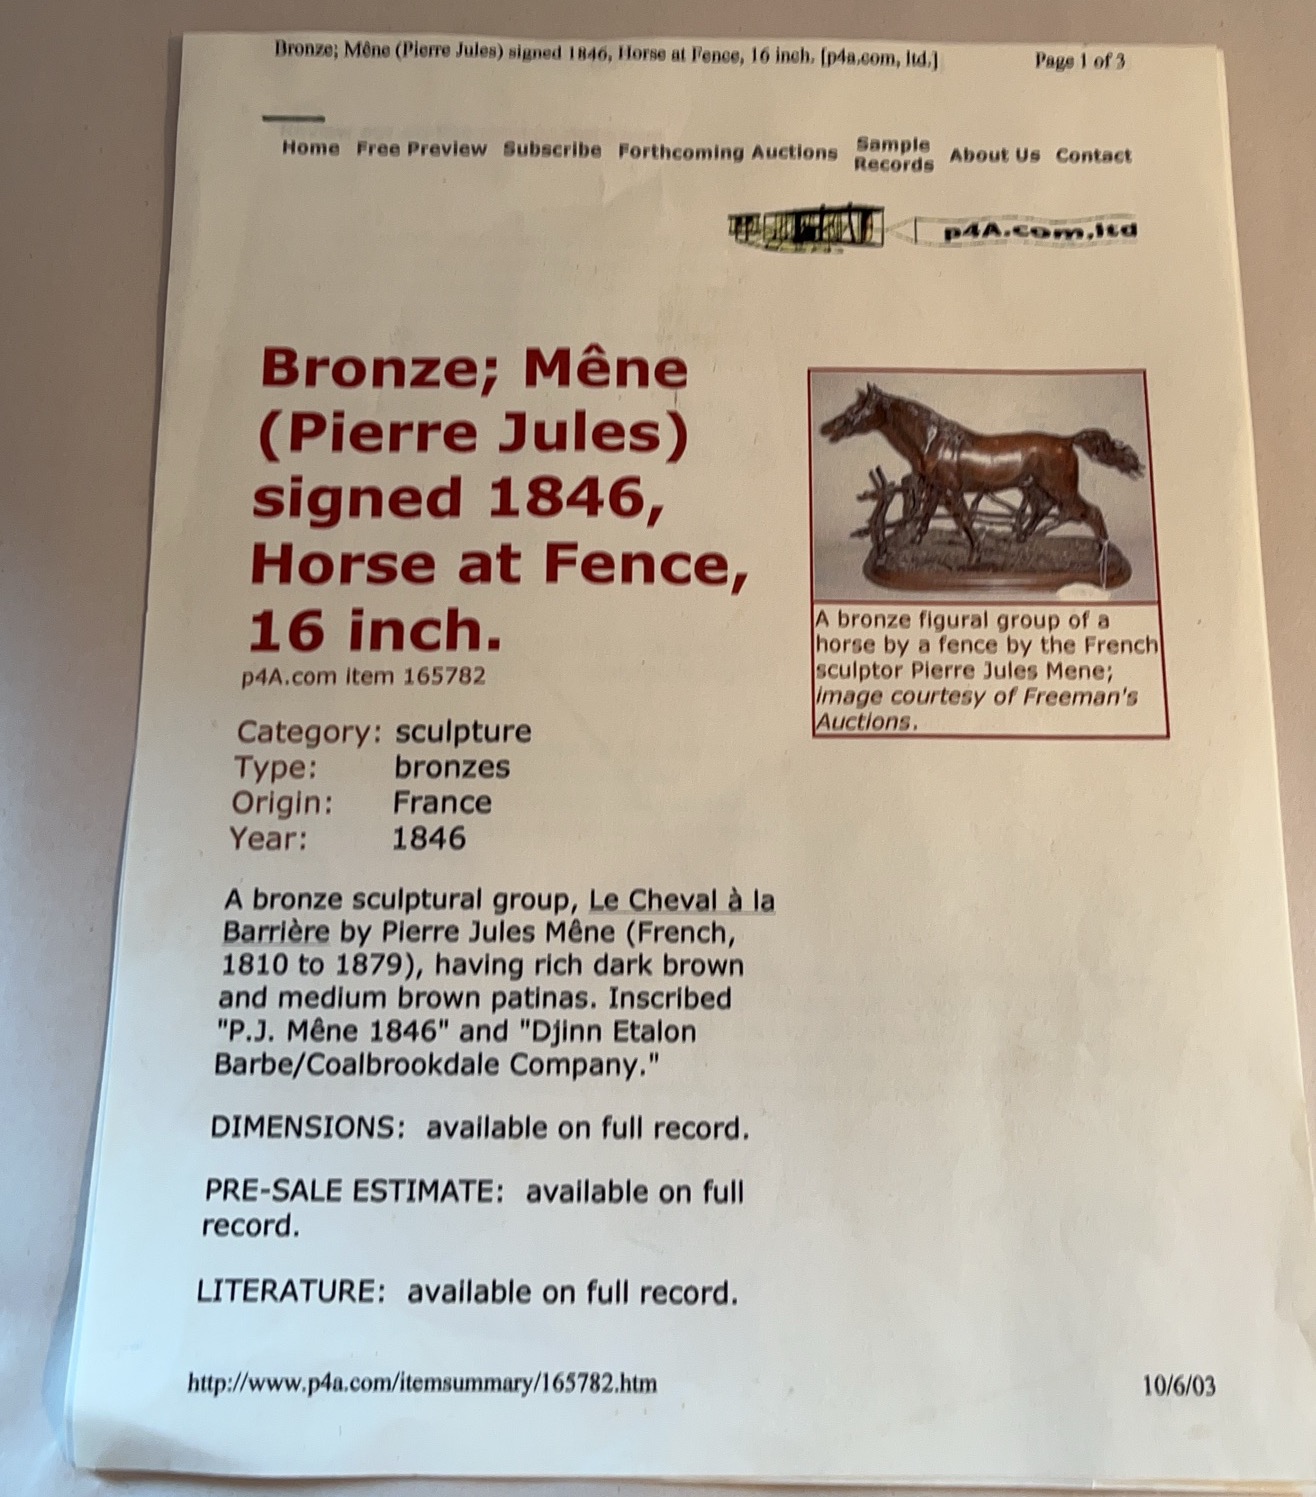 Bronze; Mêne (Pierre Jules) signed 1846, Horse at Fence, 16 inch. [p4a.com, ltd.]
Page 1 of 3
Home Free Preview Subscribe Forthcoming Auctions Sample Records About Us Contact
p4A.com,ltd
Bronze; Mêne
(Pierre Jules)
signed 1846,
Horse at Fence,
16 inch.
p4A.com item 165782
A bronze figural group of a
horse by a fence by the French
sculptor Pierre Jules Mene;
image courtesy of Freeman's
Auctions.
Category: sculpture
Type: bronzes
Origin: France
Year: 1846
A bronze sculptural group, Le Cheval à la
Barrière by Pierre Jules Mêne (French,
1810 to 1879), having rich dark brown
and medium brown patinas. Inscribed
"P.J. Mêne 1846" and "Djinn Etalon
Barbe/Coalbrookdale Company."
DIMENSIONS: available on full record.
PRE-SALE ESTIMATE: available on full
record.
LITERATURE: available on full record.
http://www.p4a.com/itemsummary/165782.htm
10/6/03